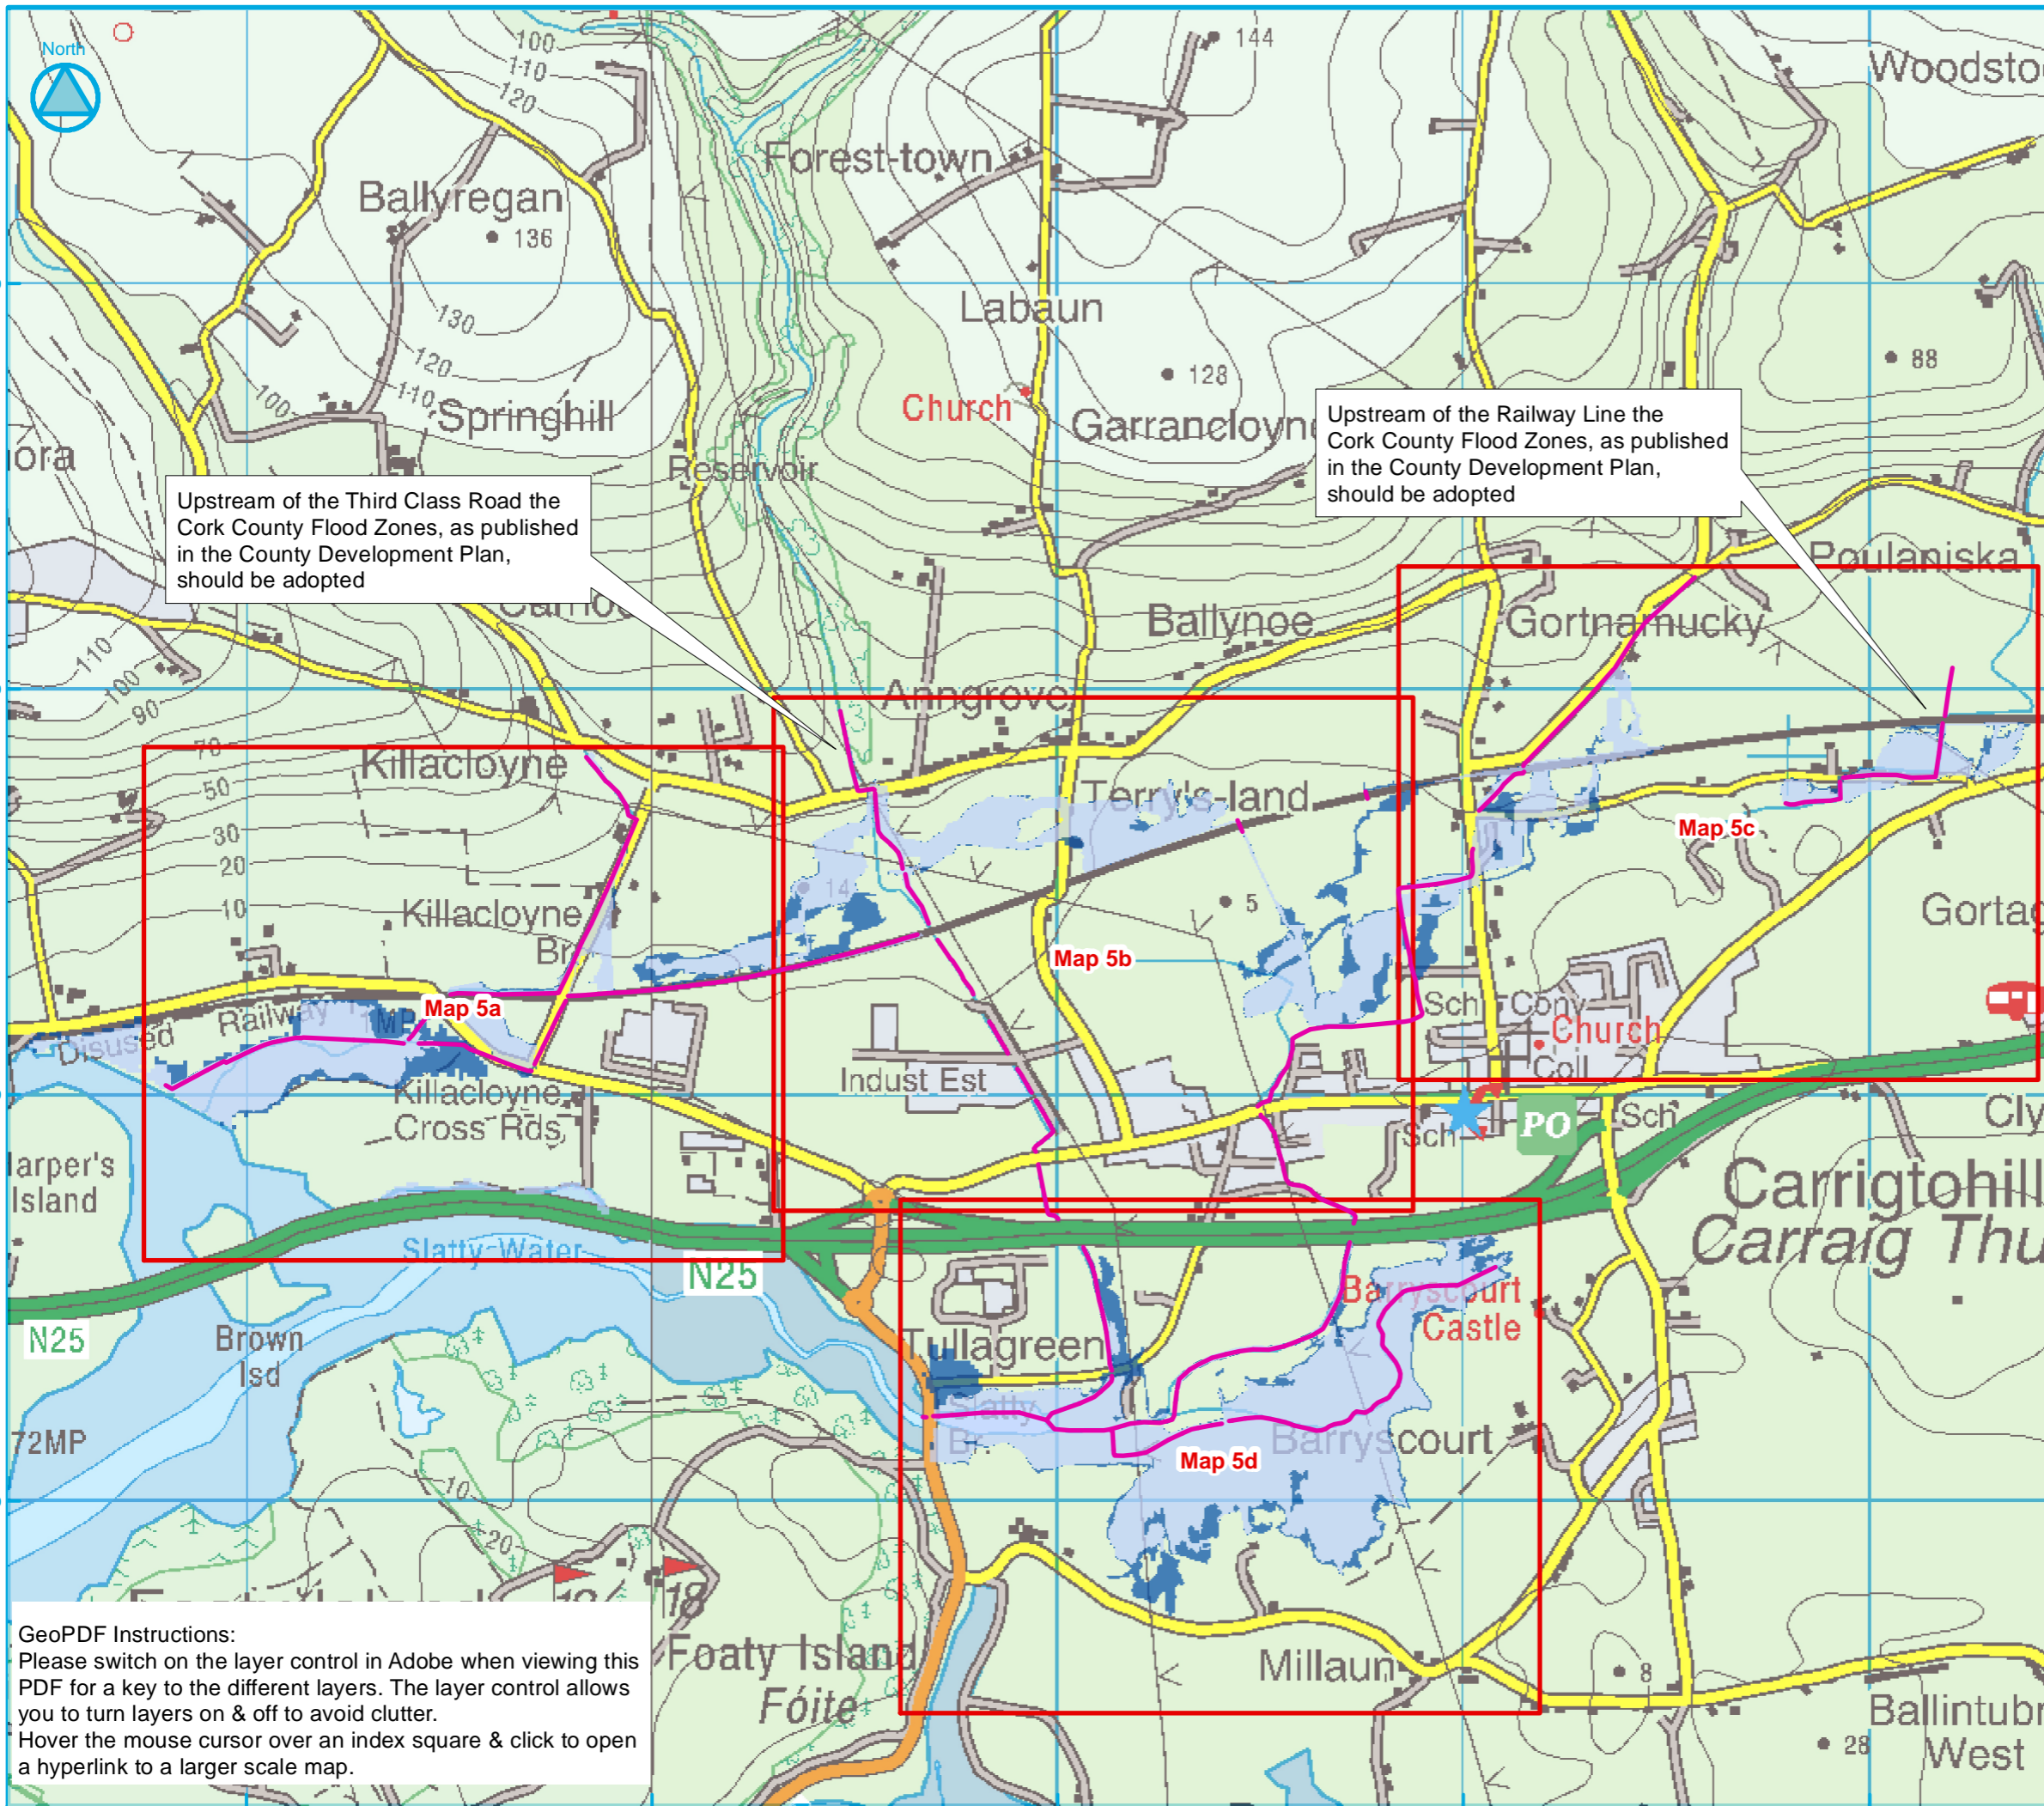 North
100
110
120
144
Woodsto
Forest-town
Ballyregan
136
Labaun
130
120
110
100
128
88
Springhill
Church
Garrancloyne
ora
Reservoir
Upstream of the Railway Line the
Cork County Flood Zones, as published
in the County Development Plan,
should be adopted
Upstream of the Third Class Road the
Cork County Flood Zones, as published
in the County Development Plan,
should be adopted
Poulaniska
Ballynoe
Gortnamucky
110
100
90
Anngrove
70
Killacloyne
50
Terry's-land
30
20
Map 5c
14
10
Killacloyne
Br
5
Gortag
Map 5b
Map 5a
Railway
1MP
Disused
Sch
Conv
Church
Coll
Indust Est
Killacloyne
Cross Rds
Sch
PO
Sch
Cly
larper's
Island
Carrigtohill
Carraig Thu
Slatty Water
N25
N25
Brown
Isd
Barryscourt
Castle
Tullagreen
Slatty
Br.
72MP
Barryscourt
Map 5d
10
20
18
Foaty Island
Fóite
Millaun
8
Ballintubr
West
28
GeoPDF Instructions:
Please switch on the layer control in Adobe when viewing this
PDF for a key to the different layers. The layer control allows
you to turn layers on & off to avoid clutter.
Hover the mouse cursor over an index square & click to open
a hyperlink to a larger scale map.